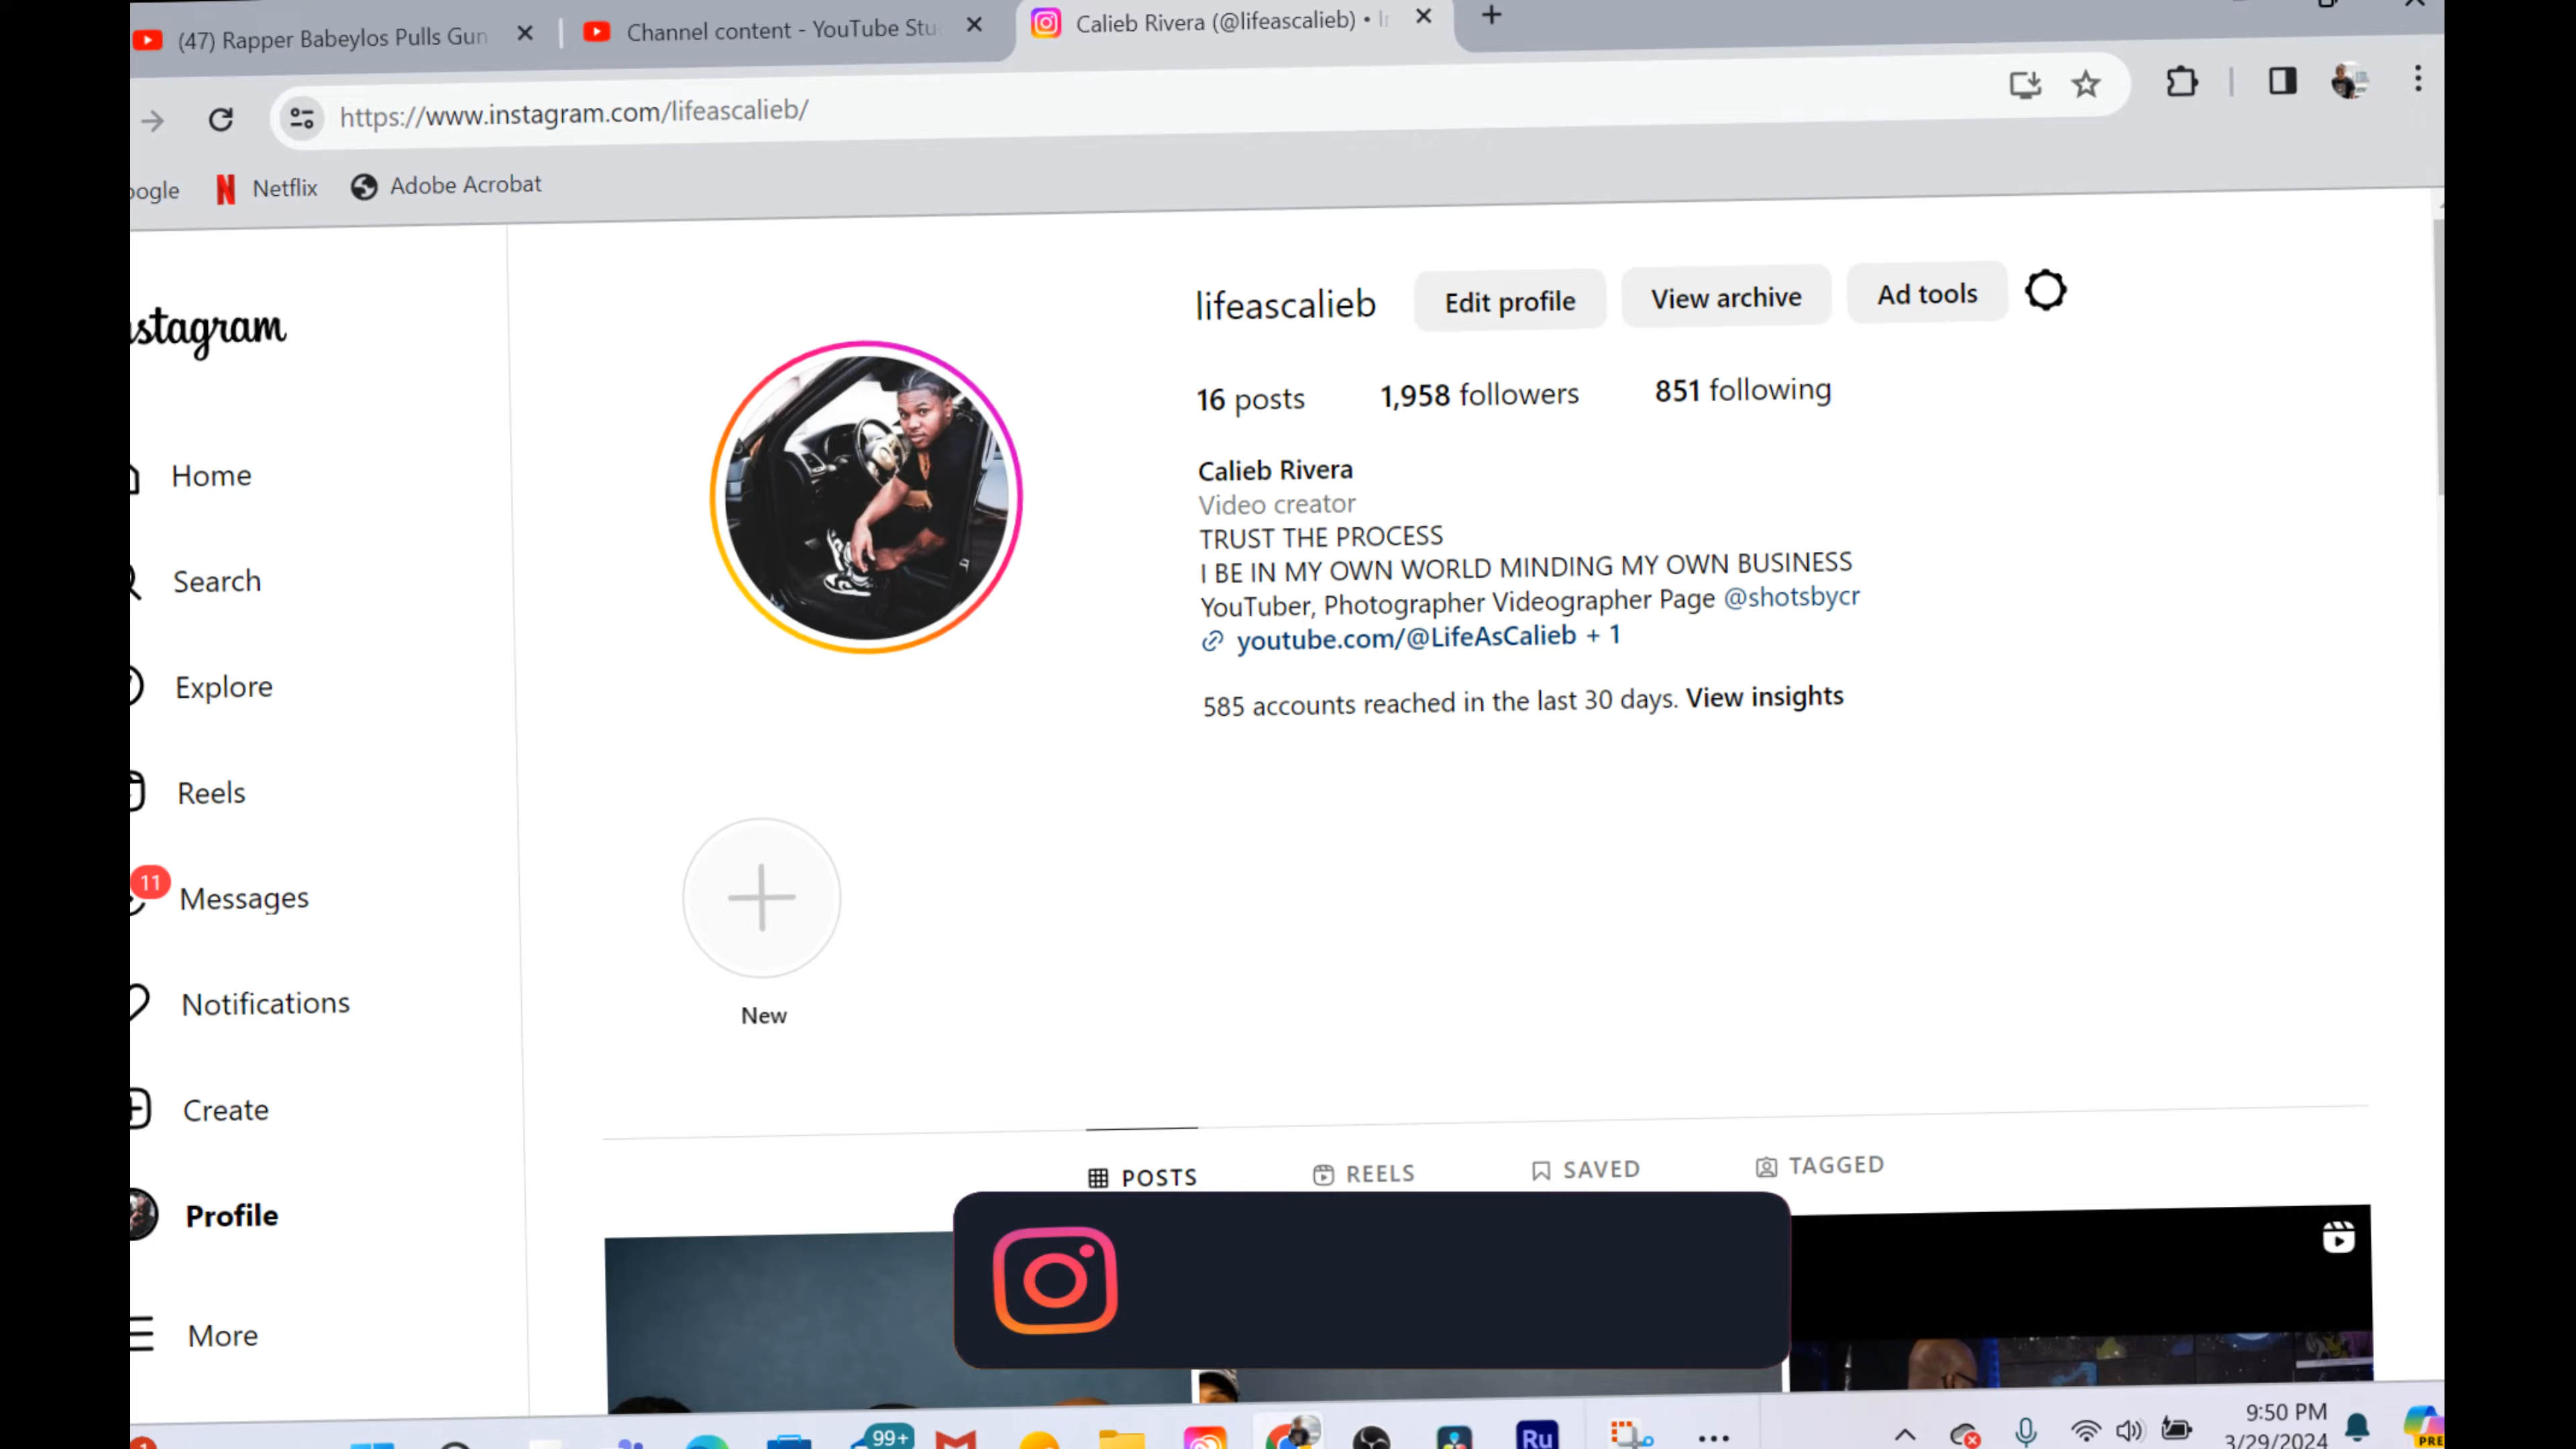 (47) Rapper Babeylos Pulls Gun
Channel content - YouTube Stu
Calieb Rivera (@lifeascalieb) •
https://www.instagram.com/lifeascalieb/
oogle
Netflix
Adobe Acrobat
stagram
lifeascalieb
Edit profile
View archive
Ad tools
16 posts
1,958 followers
851 following
Calieb Rivera
Video creator
TRUST THE PROCESS
I BE IN MY OWN WORLD MINDING MY OWN BUSINESS
YouTuber, Photographer Videographer Page @shotsbycr
youtube.com/@LifeAsCalieb + 1
585 accounts reached in the last 30 days. View insights
Home
Search
Explore
Reels
11
Messages
Notifications
Create
Profile
More
New
POSTS
REELS
SAVED
TAGGED
99+
Ru
9:50 PM
3/29/2024
PRE